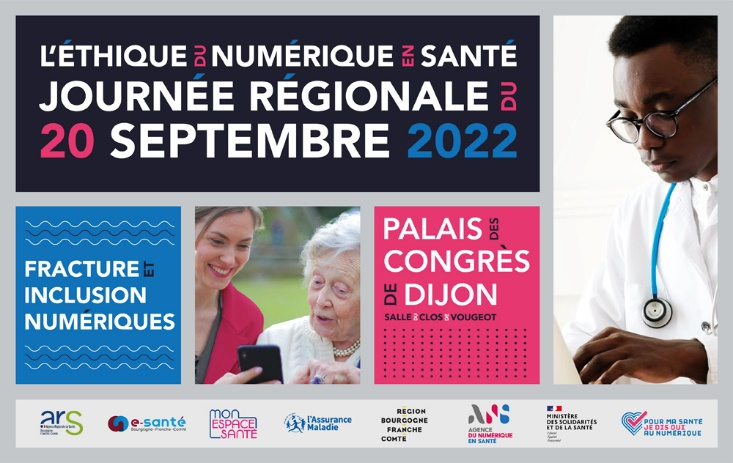 L'ÉTHIQUE DU NUMÉRIQUE EN SANTÉ
JOURNÉE RÉGIONALE DU
20 SEPTEMBRE 2022
FRACTURE ET
INCLUSION
NUMÉRIQUES
PALAIS DES
CONGRÈS
DE DIJON
SALLE DU CLOS DE VOUGEOT
ars
e-santé
Bourgogne-Franche-Comté
MON
ESPACE
SANTÉ
l'Assurance
Maladie
REGION
BOURGOGNE
FRANCHE
COMTE
ANS
AGENCE
DU NUMÉRIQUE
EN SANTÉ
MINISTÈRE
DES SOLIDARITÉS
ET DE LA SANTÉ
POUR MA SANTÉ
JE DIS OUI
AU NUMÉRIQUE